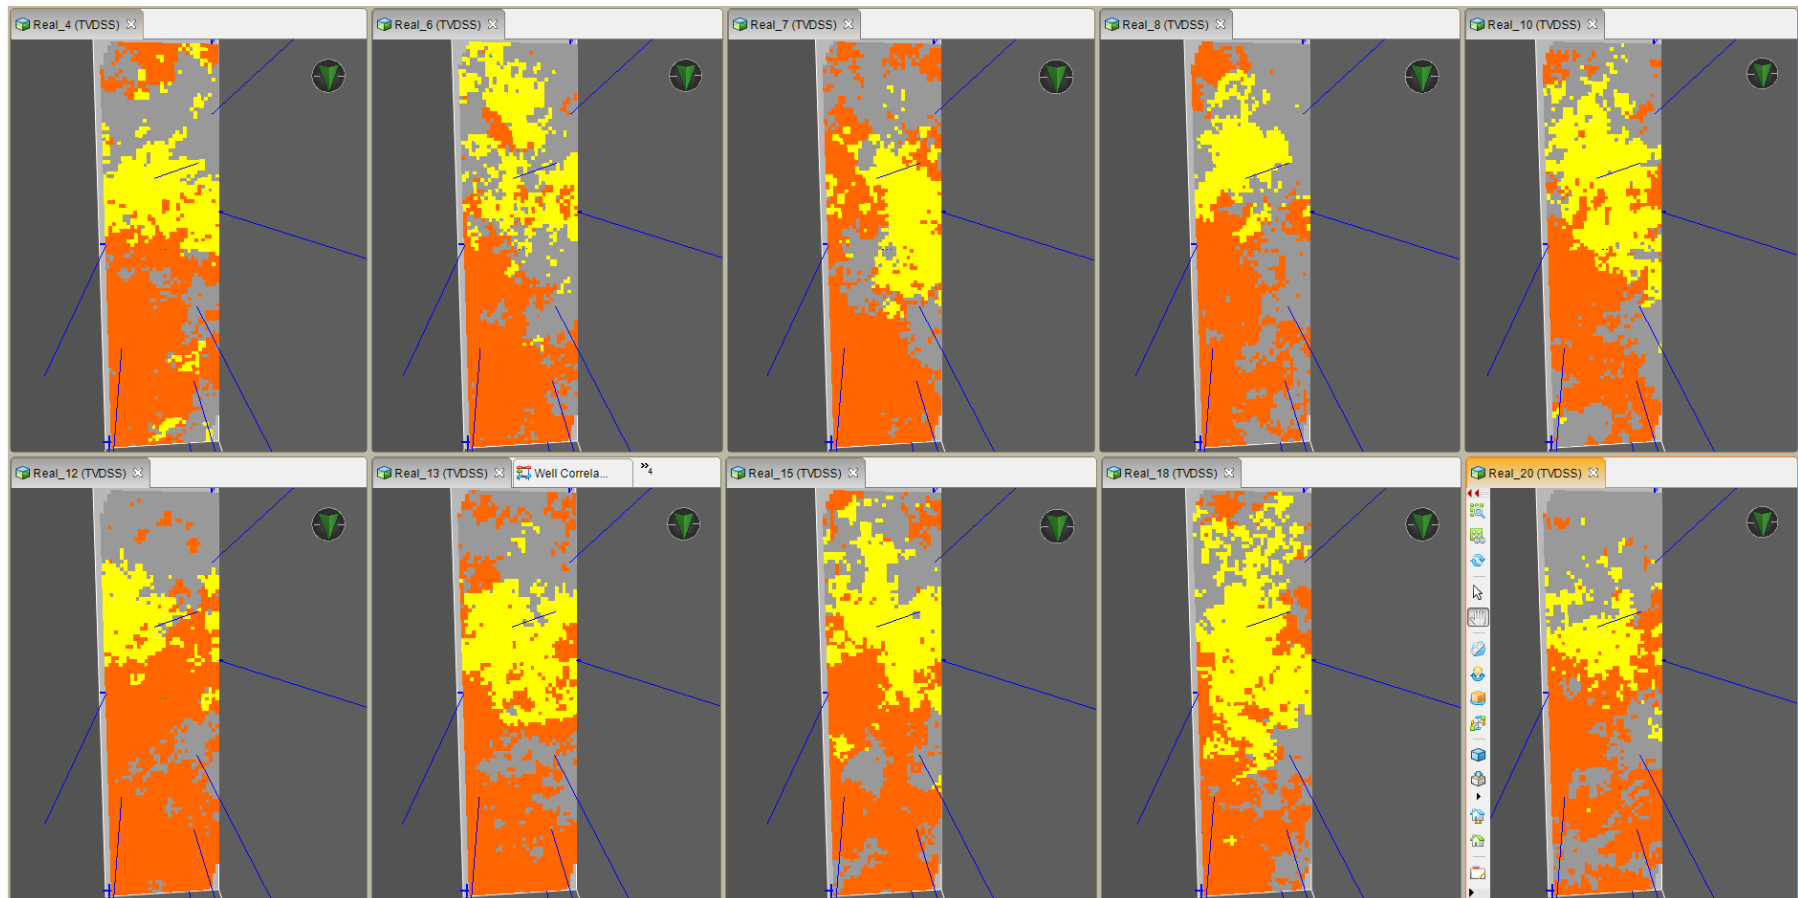 Real_4 (TVDSS)
Real_6 (TVDSS)
Real_7 (TVDSS)
Real_8 (TVDSS)
Real_10 (TVDSS)
Real_12 (TVDSS)
Real_13 (TVDSS)
Well Correla...
»4
Real_15 (TVDSS)
Real_18 (TVDSS)
Real_20 (TVDSS)